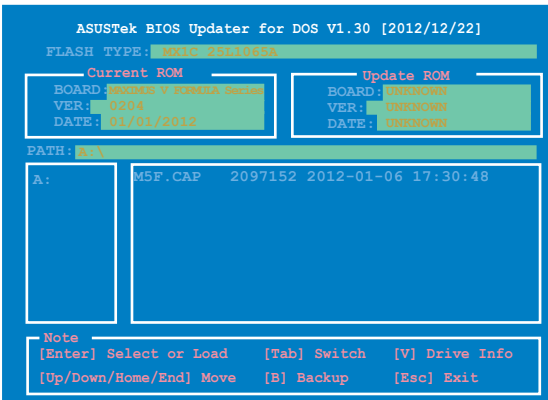 ASUSTek BIOS Updater for DOS V1.30 [2012/12/22]
FLASH TYPE: MXIC 25L1065A
Current ROM
BOARD: MAXIMUS V FORMULA Series
VER: 0204
DATE: 01/01/2012
Update ROM
BOARD: UNKNOWN
VER: UNKNOWN
DATE: UNKNOWN
PATH: A:\
A:
M5F.CAP 2097152 2012-01-06 17:30:48
Note
[Enter] Select or Load [Tab] Switch [V] Drive Info
[Up/Down/Home/End] Move [B] Backup [Esc] Exit